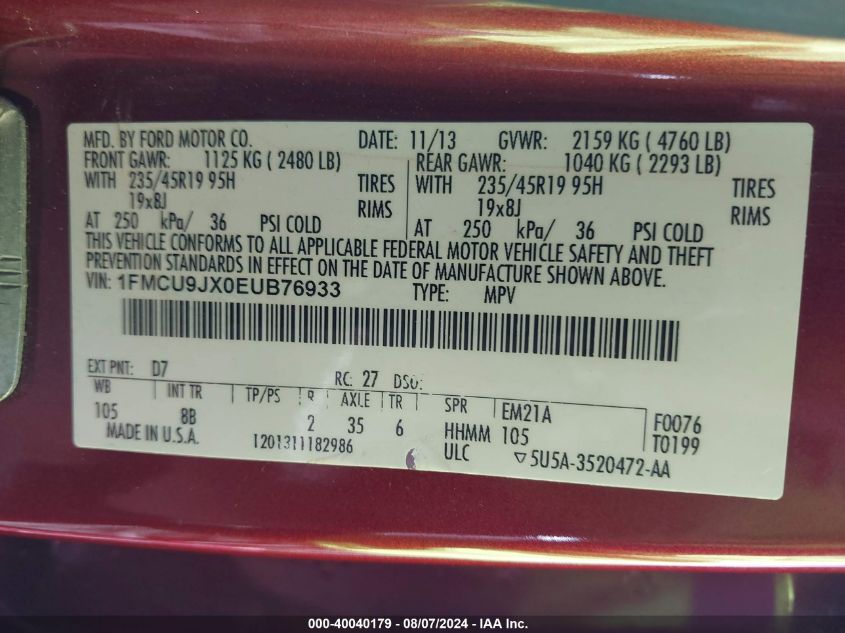 MFD. BY FORD MOTOR CO. DATE: 11/13 GVWR: 2159 KG ( 4760 LB)
FRONT GAWR: 1125 KG ( 2480 LB) REAR GAWR: 1040 KG ( 2293 LB)
WITH 235/45R19 95H TIRES WITH 235/45R19 95H TIRES
19x8J RIMS 19x8J RIMS
AT 250 kPa/ 36 PSI COLD AT 250 kPa/ 36 PSI COLD
THIS VEHICLE CONFORMS TO ALL APPLICABLE FEDERAL MOTOR VEHICLE SAFETY AND THEFT
PREVENTION STANDARDS IN EFFECT ON THE DATE OF MANUFACTURE SHOWN ABOVE.
VIN: 1FMCU9JX0EUB76933 TYPE: MPV
EXT PNT: D7 RC: 27 DSO:
WB INT TR TP/PS R AXLE TR SPR EM21A F0076
105 8B 2 35 6 HHMM 105 T0199
MADE IN U.S.A. 1201311182986 ULC ▽5U5A-3520472-AA
000-40040179 - 08/07/2024 - IAA Inc.